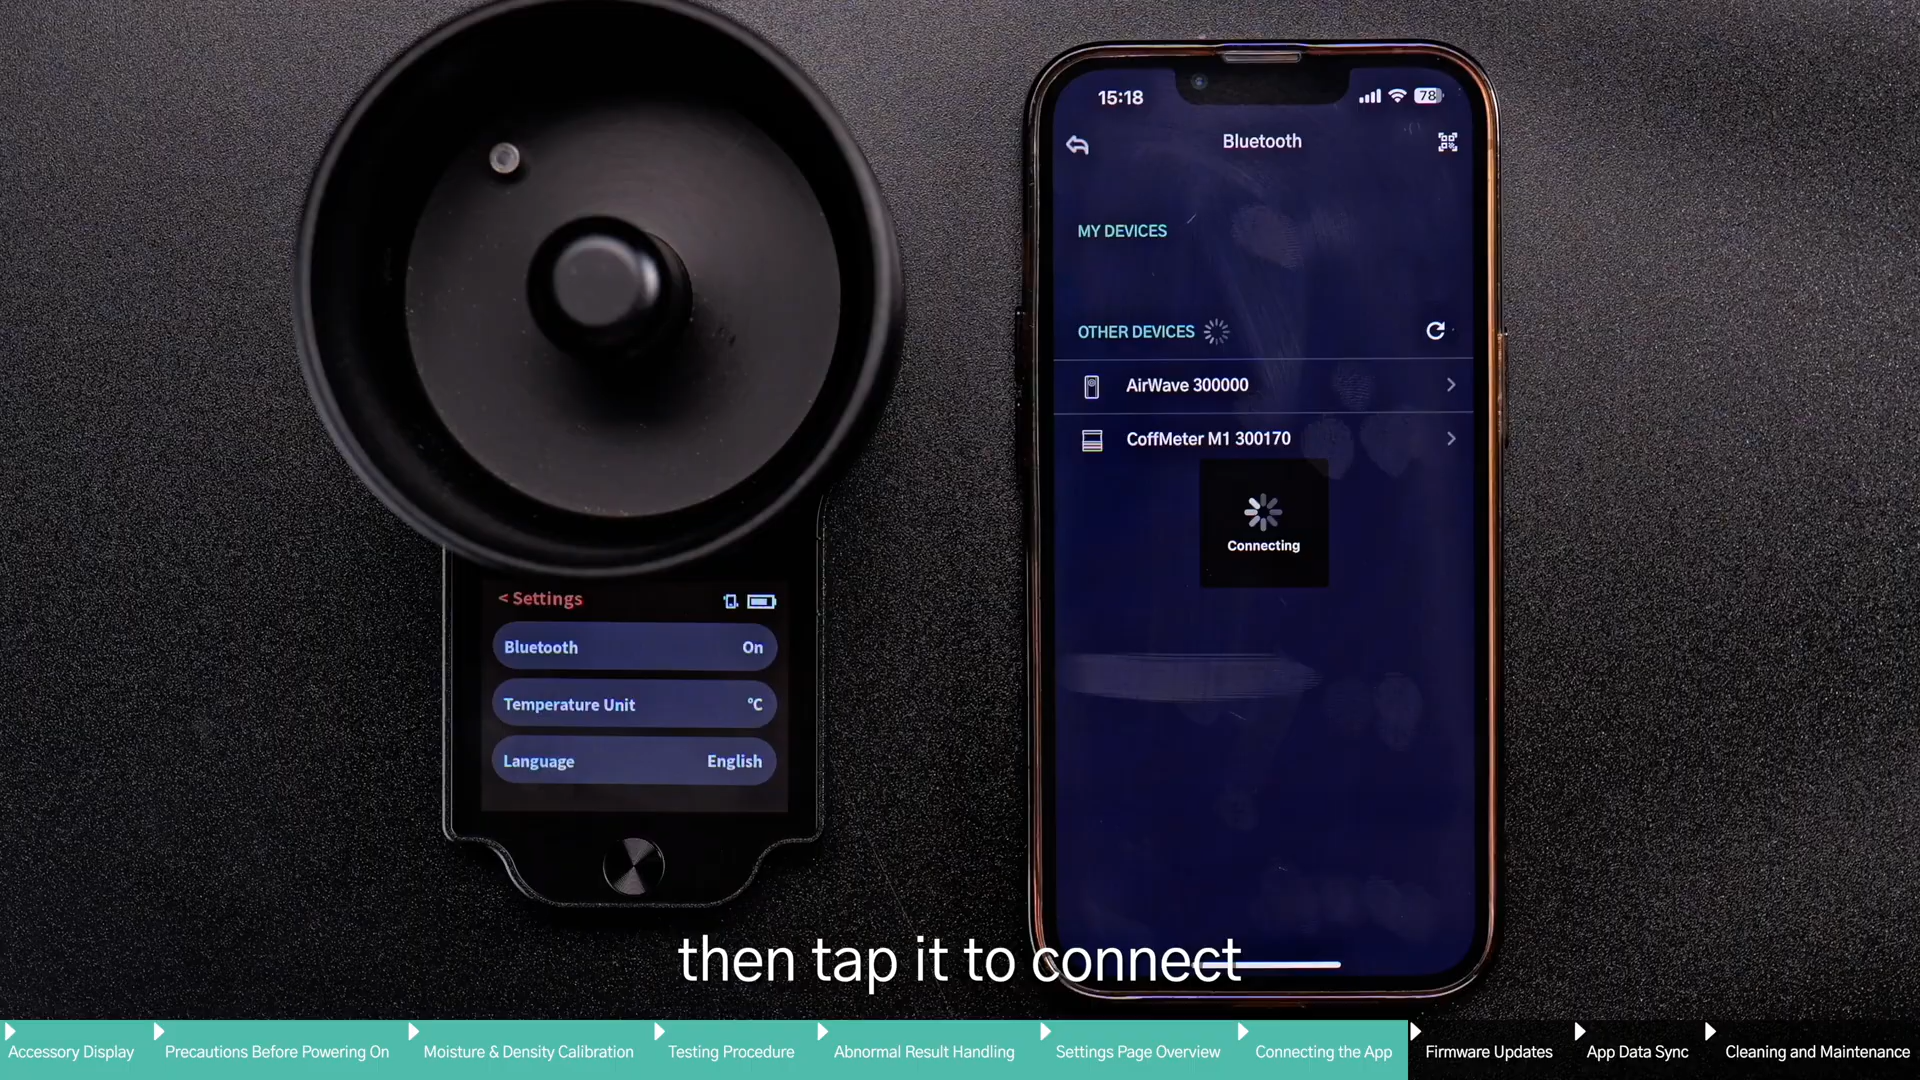 15:18
78
Bluetooth
MY DEVICES
OTHER DEVICES
AirWave 300000
CoffMeter M1 300170
Connecting
< Settings
Bluetooth On
Temperature Unit °C
Language English
then tap it to connect
Accessory Display
Precautions Before Powering On
Moisture & Density Calibration
Testing Procedure
Abnormal Result Handling
Settings Page Overview
Connecting the App
Firmware Updates
App Data Sync
Cleaning and Maintenance